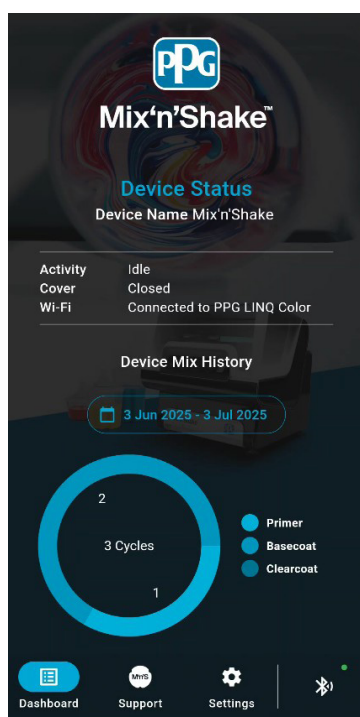 PPG
Mix'n'Shake™
Device Status
Device Name Mix'n'Shake
Activity Idle
Cover Closed
Wi-Fi Connected to PPG LINQ Color
Device Mix History
3 Jun 2025 - 3 Jul 2025
2
3 Cycles
1
Primer
Basecoat
Clearcoat
Dashboard
M'n'S
Support
Settings